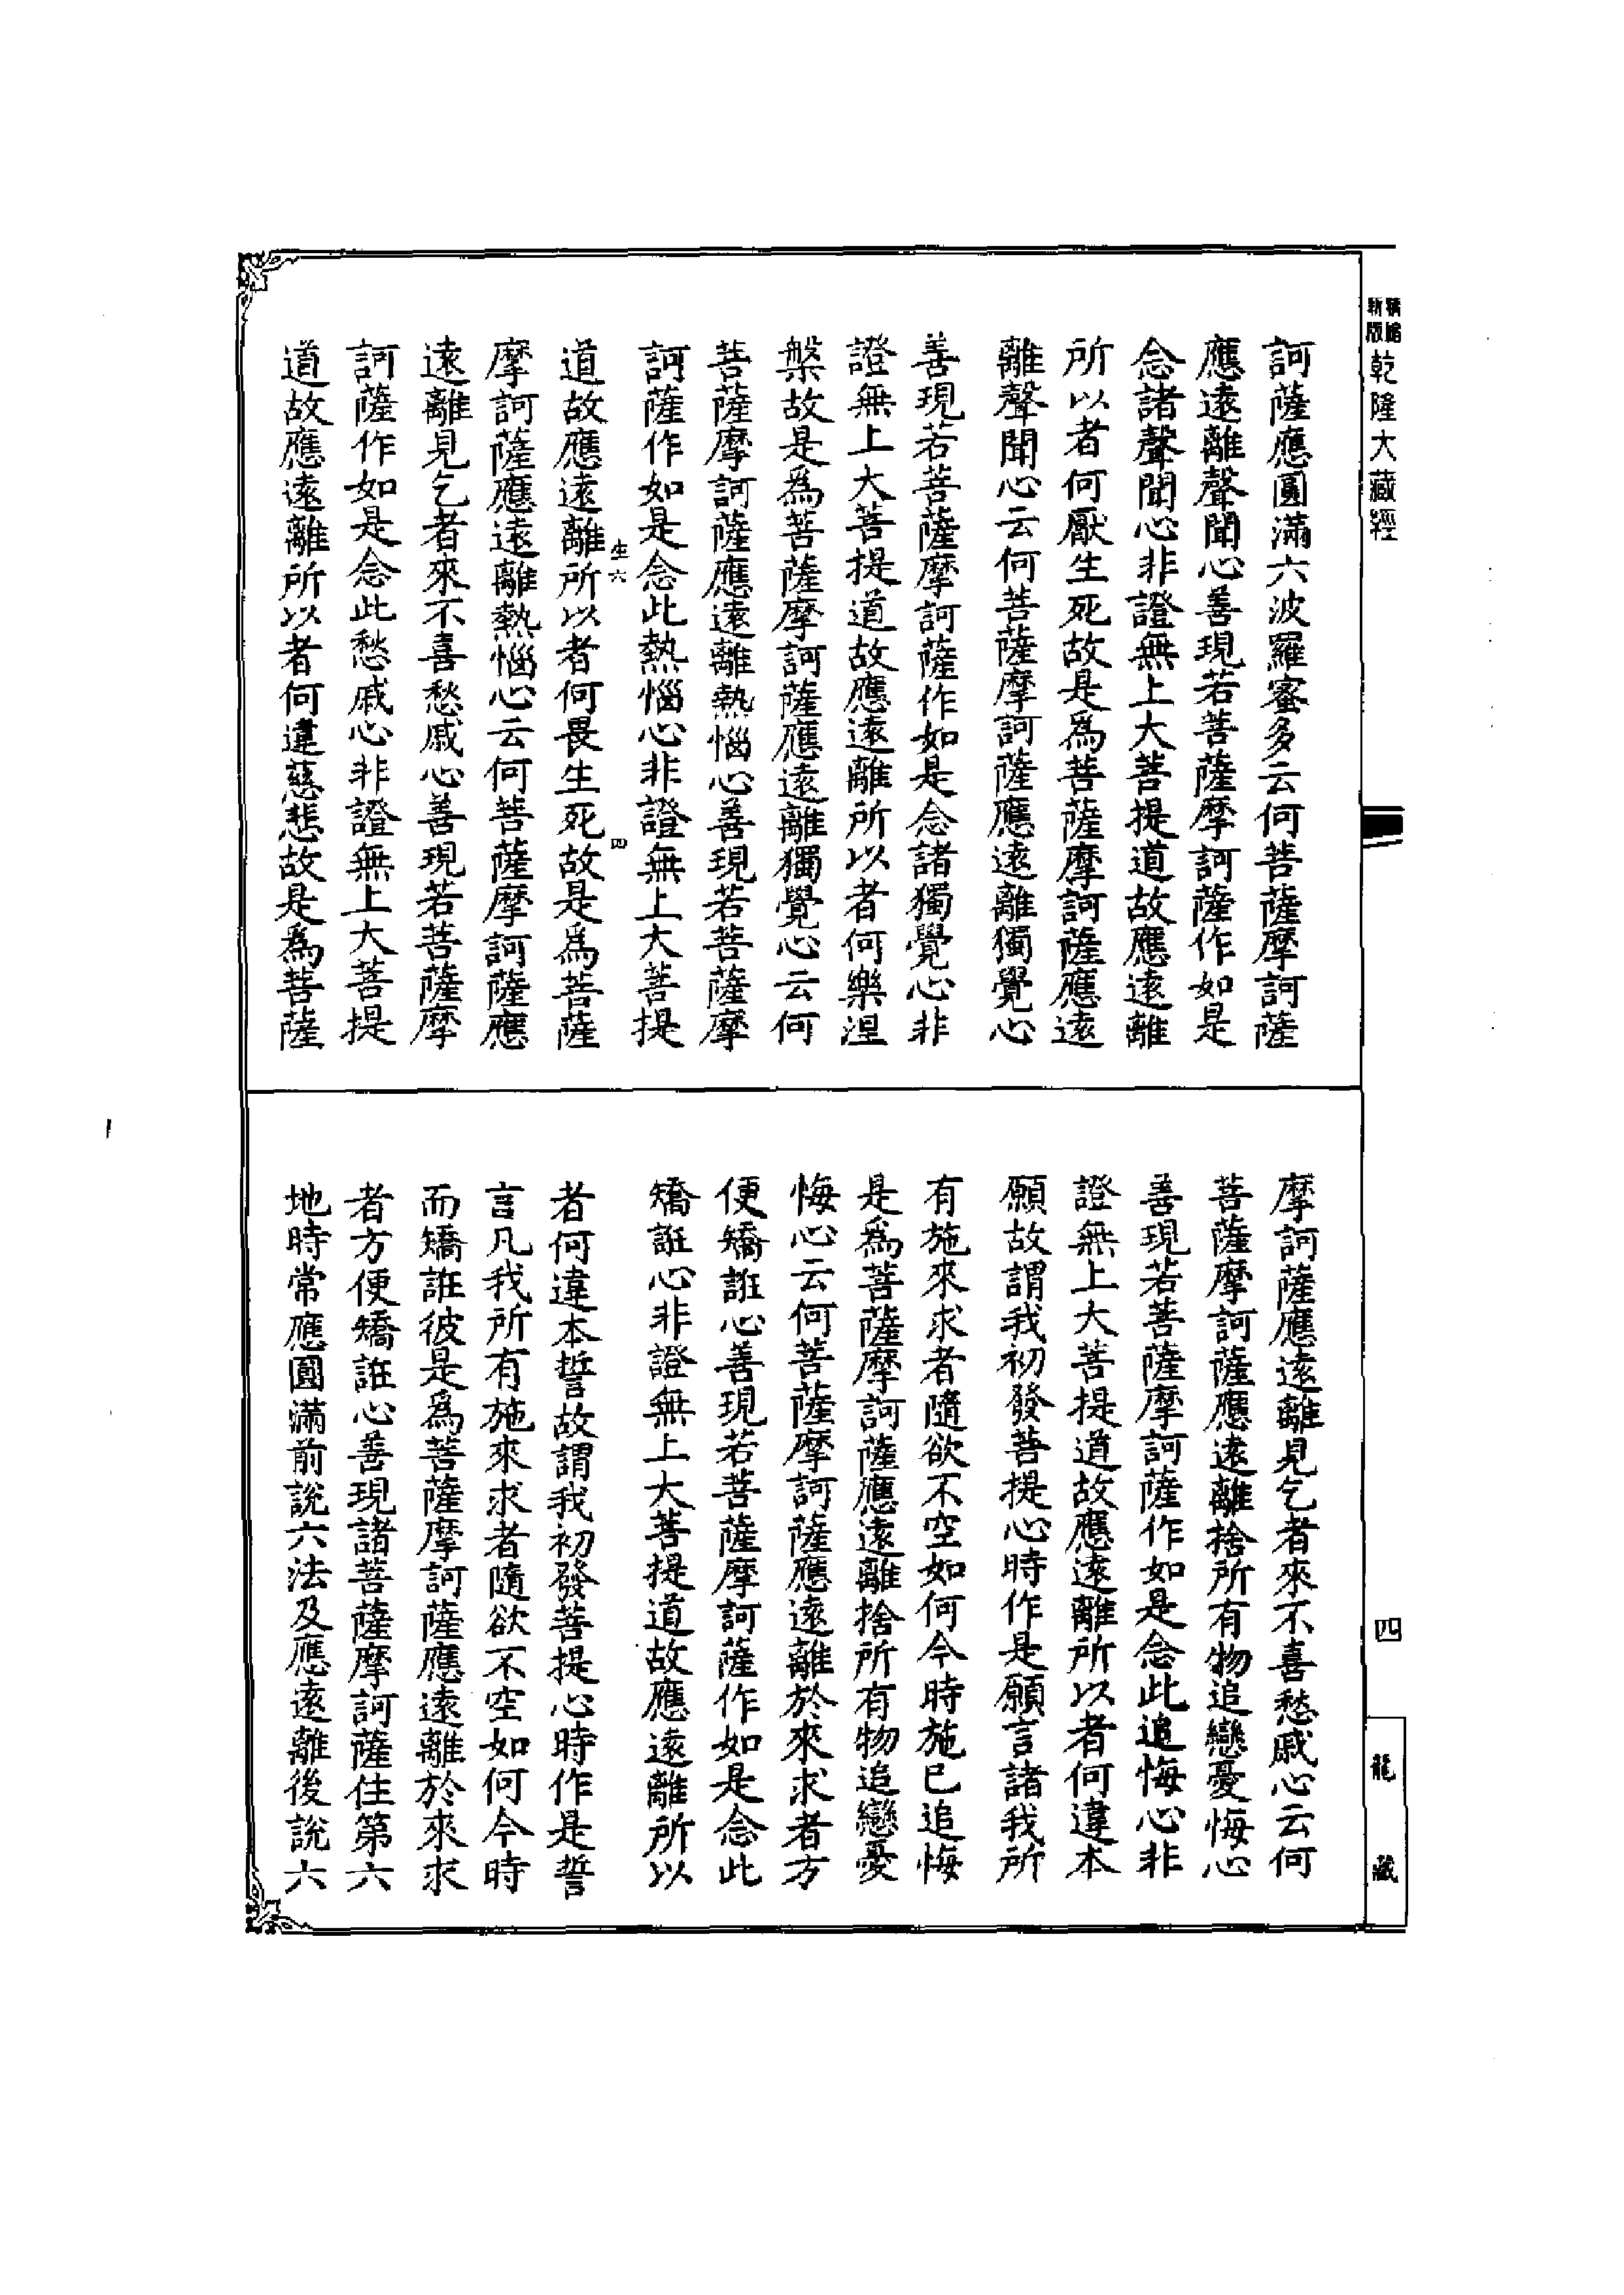 精縮
新版
乾隆大藏經
四
龍藏
訶薩應圓滿六波羅蜜多云何菩薩摩訶薩
應遠離聲聞心善現若菩薩摩訶薩作如是
念諸聲聞心非證無上大菩提道故應遠離
所以者何厭生死故是為菩薩摩訶薩應遠
離聲聞心云何菩薩摩訶薩應遠離獨覺心
善現若菩薩摩訶薩作如是念諸獨覺心非
證無上大菩提道故應遠離所以者何樂涅
槃故是為菩薩摩訶薩應遠離獨覺心云何
菩薩摩訶薩應遠離熱惱心善現若菩薩摩
訶薩作如是念此熱惱心非證無上大菩提
生六
四
道故應遠離所以者何畏生死故是為菩薩
摩訶薩應遠離熱惱心云何菩薩摩訶薩應
遠離見乞者來不喜愁戚心善現若菩薩摩
訶薩作如是念此愁戚心非證無上大菩提
道故應遠離所以者何違慈悲故是為菩薩
摩訶薩應遠離見乞者來不喜愁戚心云何
菩薩摩訶薩應遠離捨所有物追戀憂悔心
善現若菩薩摩訶薩作如是念此追悔心非
證無上大菩提道故應遠離所以者何違本
願故謂我初發菩提心時作是願言諸我所
有施來求者隨欲不空如何今時施已追悔
是為菩薩摩訶薩應遠離捨所有物追戀憂
悔心云何菩薩摩訶薩應遠離於來求者方
便矯誑心善現若菩薩摩訶薩作如是念此
矯誑心非證無上大菩提道故應遠離所以
者何違本誓故謂我初發菩提心時作是誓
言凡我所有施來求者隨欲不空如何今時
而矯誑彼是為菩薩摩訶薩應遠離於來求
者方便矯誑心善現諸菩薩摩訶薩住第六
地時常應圓滿前說六法及應遠離後說六